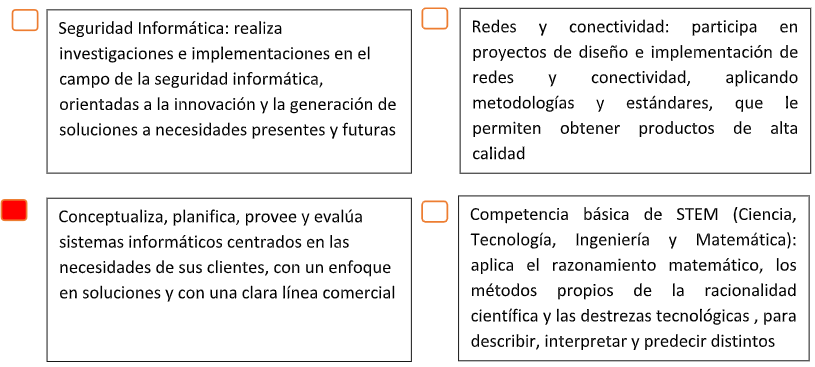 Seguridad Informática: realiza
investigaciones e implementaciones en el
campo de la seguridad informática,
orientadas a la innovación y la generación de
soluciones a necesidades presentes y futuras
Redes y conectividad: participa en
proyectos de diseño e implementación de
redes y conectividad, aplicando
metodologías y estándares, que le
permiten obtener productos de alta
calidad
Conceptualiza, planifica, provee y evalúa
sistemas informáticos centrados en las
necesidades de sus clientes, con un enfoque
en soluciones y con una clara línea comercial
Competencia básica de STEM (Ciencia,
Tecnología, Ingeniería y Matemática):
aplica el razonamiento matemático, los
métodos propios de la racionalidad
científica y las destrezas tecnológicas , para
describir, interpretar y predecir distintos